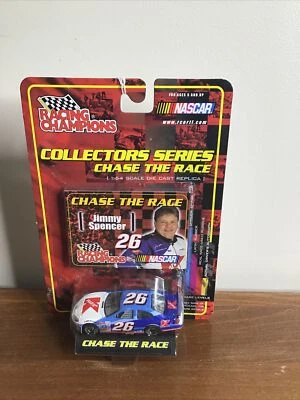 RACING
CHAMPIONS
FOR AGES 8 AND UP
NASCAR
www.rcertl.com
COLLECTORS SERIES
CHASE THE RACE
1:64 SCALE DIE CAST REPLICA
CHASE THE RACE
Jimmy
Spencer
26
RACING
CHAMPIONS
NASCAR
26
K
26
CHASE THE RACE